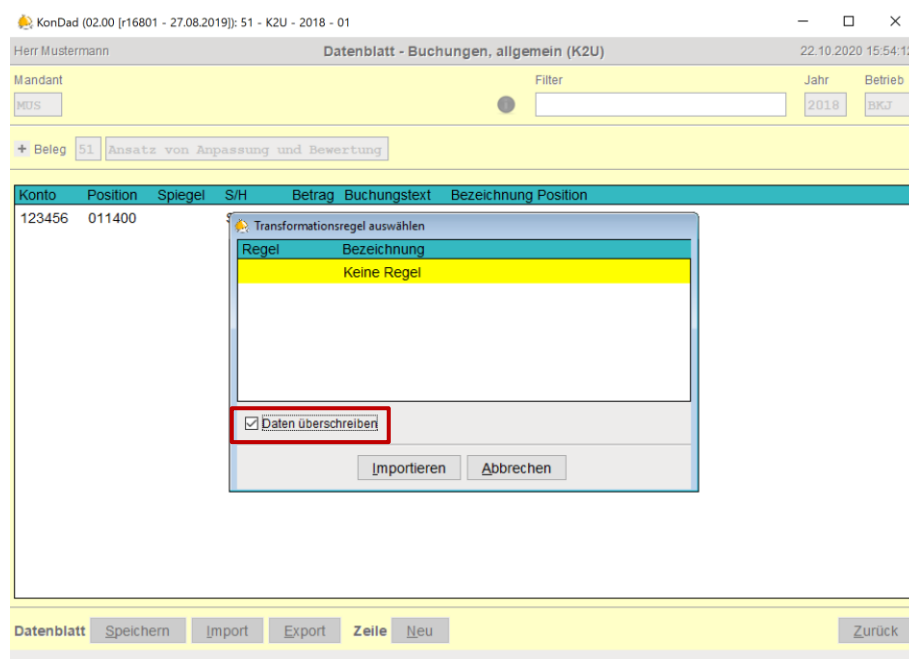 KonDad (02.00 [r16801 - 27.08.2019]): 51 - K2U - 2018 - 01
Herr Mustermann Datenblatt - Buchungen, allgemein (K2U) 22.10.2020 15:54:1
Mandant Filter Jahr Betrieb
MUS i 2018 BKJ
+ Beleg 51 Ansatz von Anpassung und Bewertung
Konto Position Spiegel S/H Betrag Buchungstext Bezeichnung Position
123456 011400
Transformationsregel auswählen
Regel Bezeichnung
Keine Regel
Daten überschreiben
Importieren Abbrechen
Datenblatt Speichern Import Export Zeile Neu Zurück